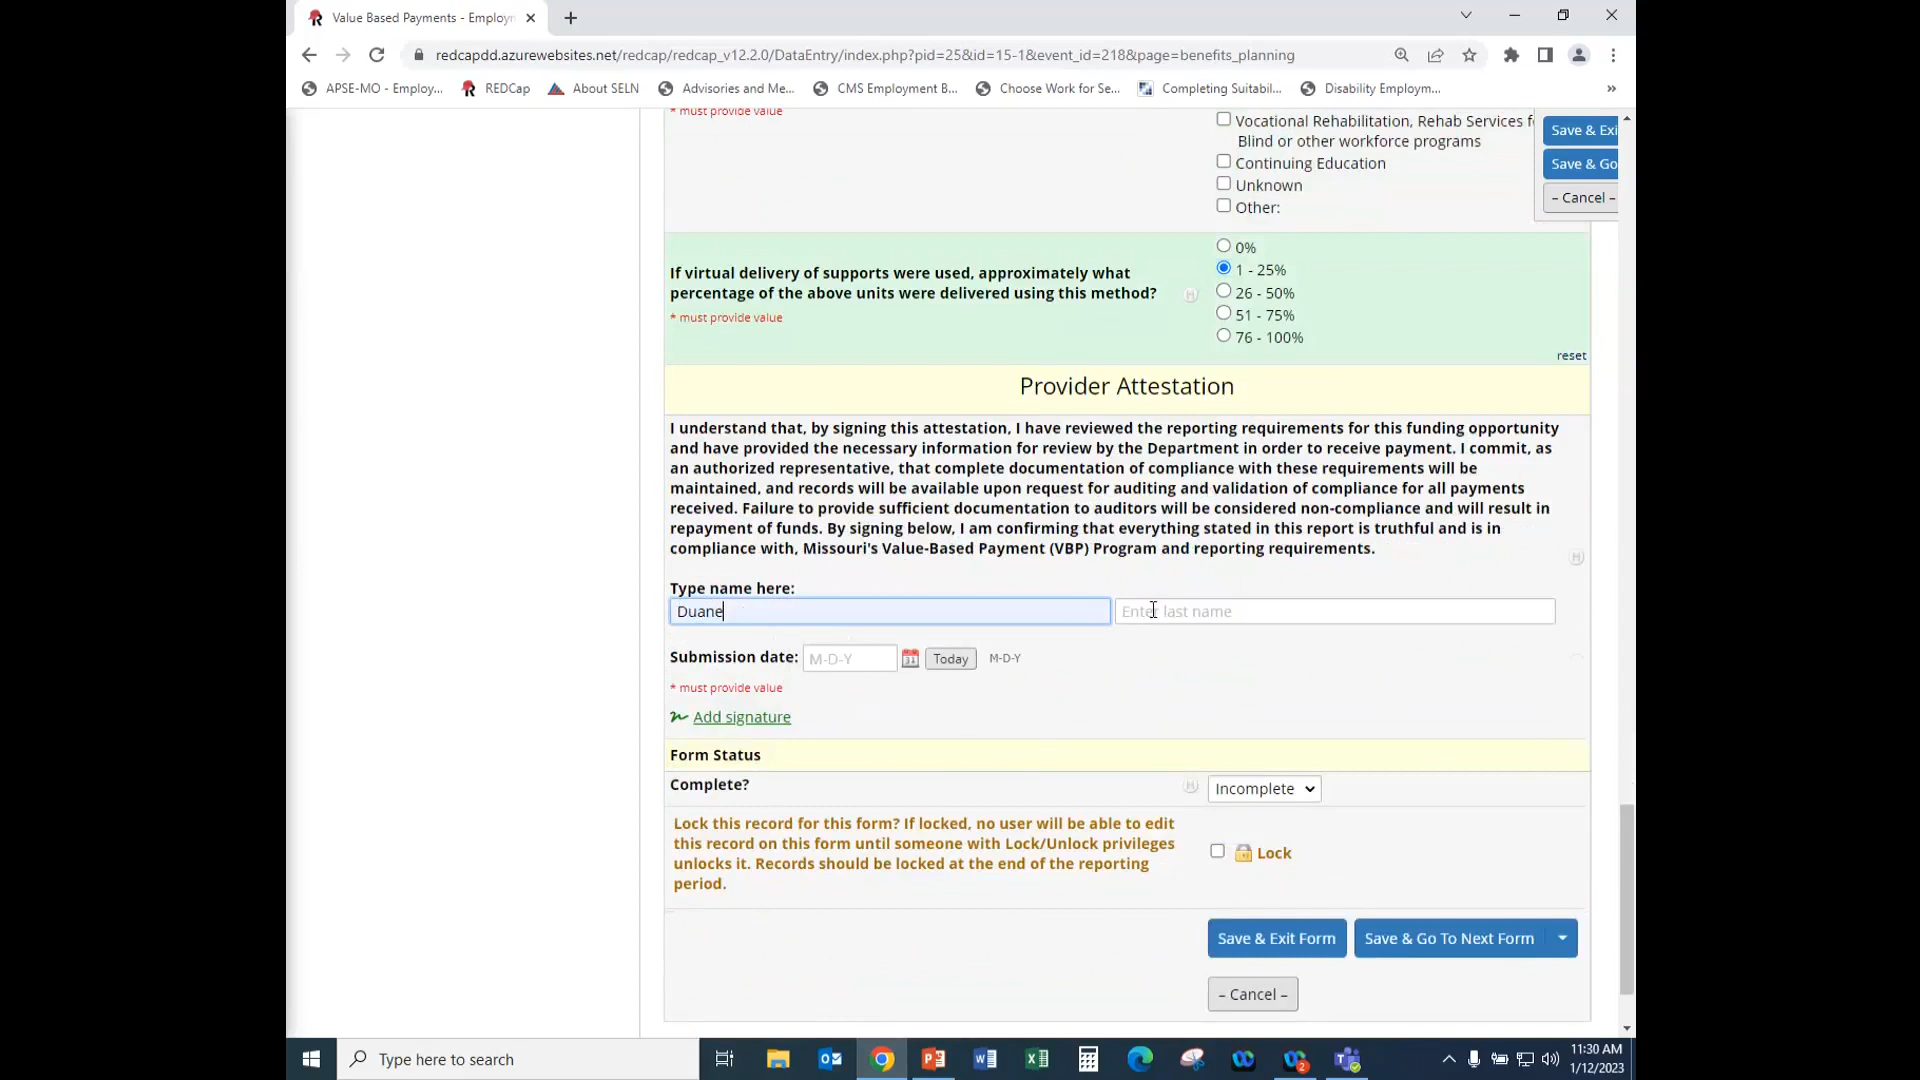 Value Based Payments - Employ
redcapdd.azurewebsites.net/redcap/redcap_v12.2.0/DataEntry/index.php?pid=25&id=15-1&event_id=218&page=benefits_planning
APSE-MO - Employ... REDCap About SELN Advisories and Me... CMS Employment B... Choose Work for Se... Completing Suitabil... Disability Employm... »
* must provide value
Vocational Rehabilitation, Rehab Services f
Blind or other workforce programs
Continuing Education
Unknown
Other:
Save & Exi
Save & Go
– Cancel –
If virtual delivery of supports were used, approximately what
percentage of the above units were delivered using this method?
* must provide value
H
0%
1 - 25%
26 - 50%
51 - 75%
76 - 100%
reset
Provider Attestation
I understand that, by signing this attestation, I have reviewed the reporting requirements for this funding opportunity
and have provided the necessary information for review by the Department in order to receive payment. I commit, as
an authorized representative, that complete documentation of compliance with these requirements will be
maintained, and records will be available upon request for auditing and validation of compliance for all payments
received. Failure to provide sufficient documentation to auditors will be considered non-compliance and will result in
repayment of funds. By signing below, I am confirming that everything stated in this report is truthful and is in
compliance with, Missouri's Value-Based Payment (VBP) Program and reporting requirements.
H
Type name here:
Duane Enter last name
Submission date: M-D-Y 31 Today M-D-Y
* must provide value
Add signature
Form Status
Complete? H Incomplete
Lock this record for this form? If locked, no user will be able to edit
this record on this form until someone with Lock/Unlock privileges
unlocks it. Records should be locked at the end of the reporting
period.
Lock
Save & Exit Form Save & Go To Next Form
– Cancel –
Type here to search
11:30 AM
1/12/2023